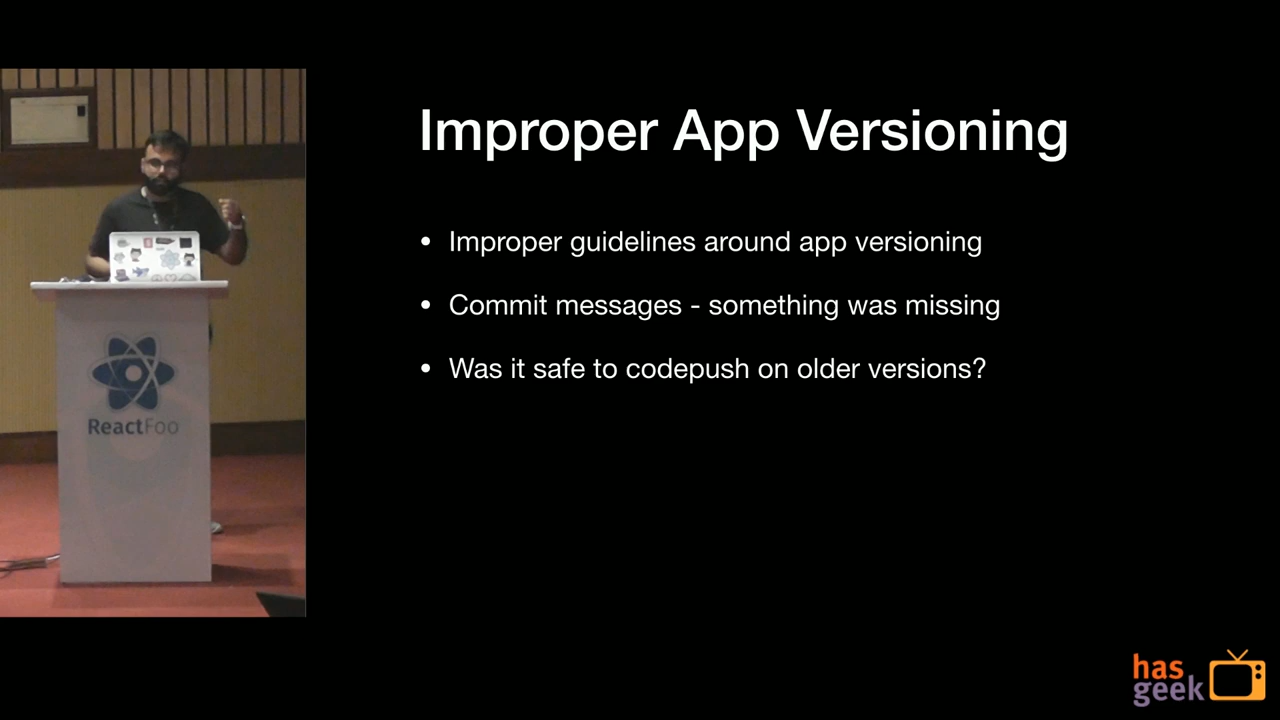 Improper App Versioning
• Improper guidelines around app versioning
• Commit messages - something was missing
• Was it safe to codepush on older versions?
ReactFoo
has
geek